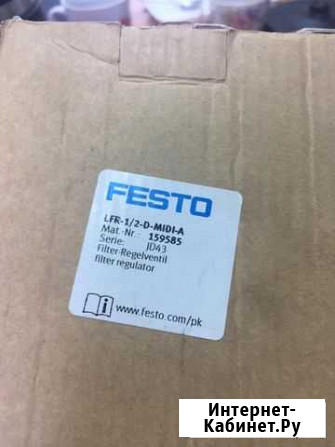 FESTO
LFR-1/2-D-MIDI-A
Mat.-Nr.: 159585
Serie: JD43
Filter-Regelventil
filter regulator
www.festo.com/pk
Интернет-
Кабинет.Ру